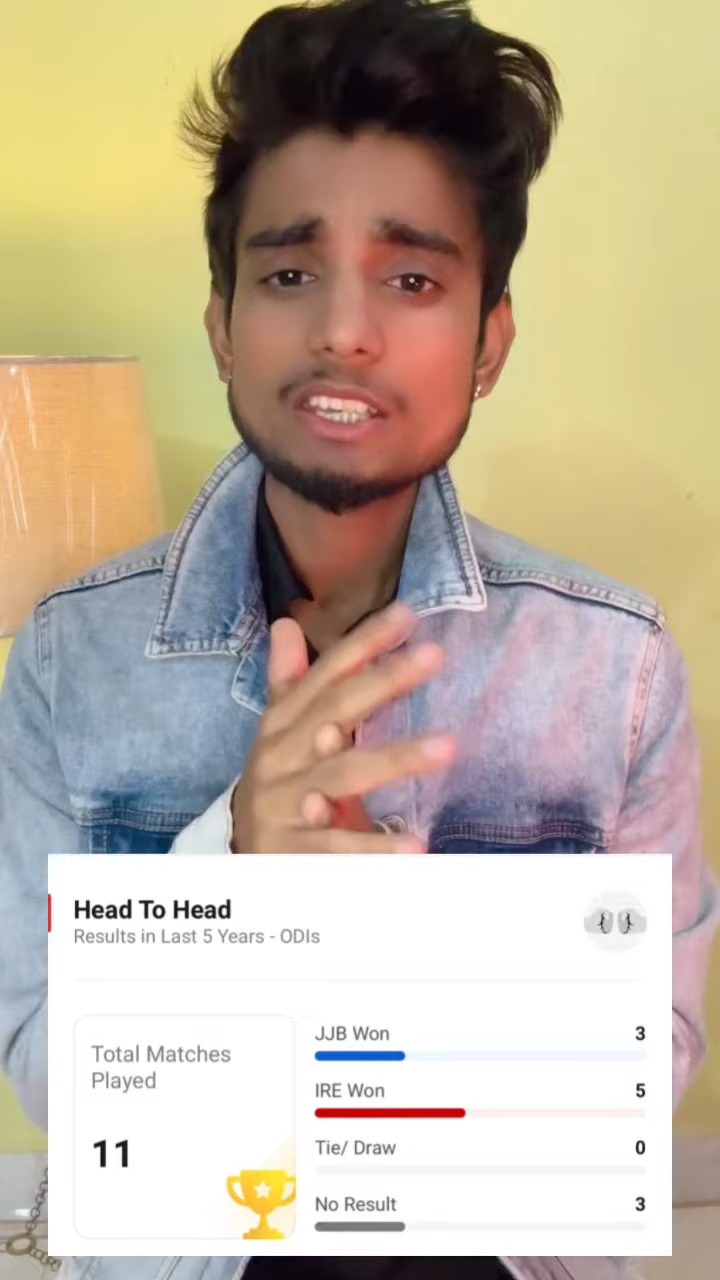 Head To Head
Results in Last 5 Years - ODIs
Total Matches
Played
11
JJB Won 3
IRE Won 5
Tie/ Draw 0
No Result 3